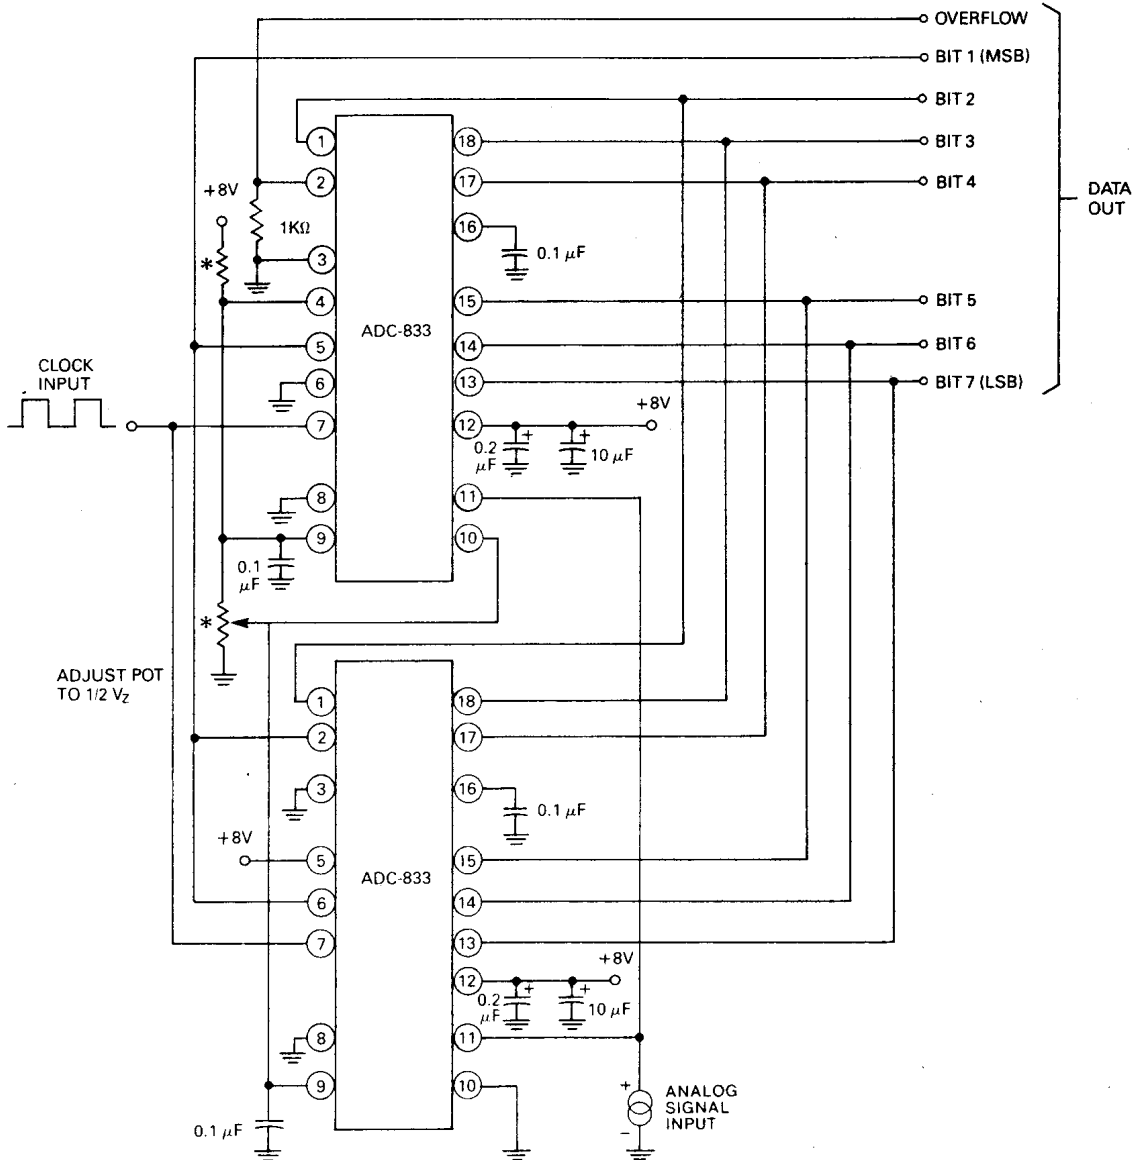 OVERFLOW
BIT 1 (MSB)
BIT 2
1
18
BIT 3
+8V
2
17
BIT 4
DATA
OUT
1KΩ
16
0.1 μF
*
3
4
15
BIT 5
ADC-833
CLOCK
INPUT
5
14
BIT 6
6
13
BIT 7 (LSB)
+8V
7
12
+
+
0.2
μF
10 μF
8
11
9
10
0.1
μF
*
ADJUST POT
TO 1/2 VZ
1
18
2
17
3
16
0.1 μF
+8V
5
15
ADC-833
6
14
7
13
+8V
12
+
+
0.2
μF
10 μF
8
11
9
10
+
ANALOG
SIGNAL
INPUT
−
0.1 μF